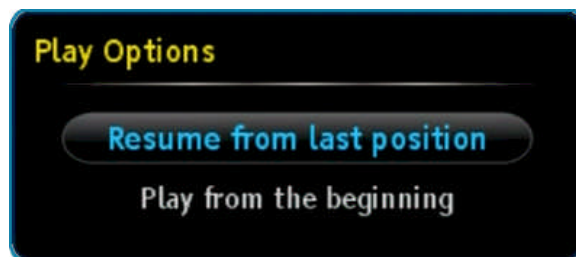 Play Options
Resume from last position
Play from the beginning